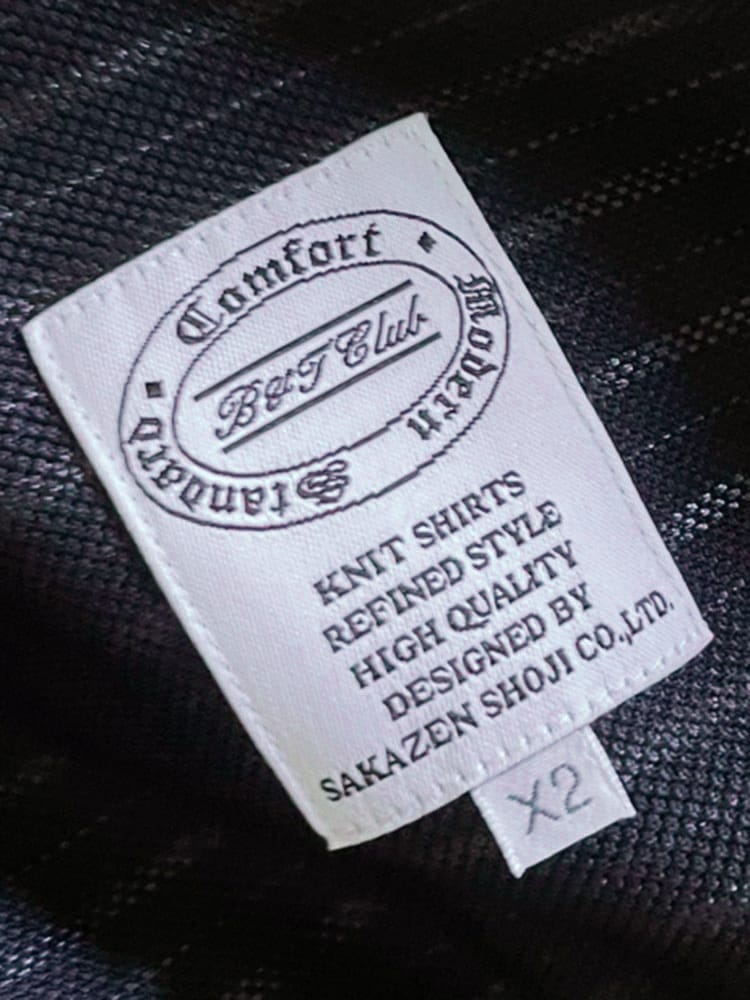 Comfort
Modern
Standard
B&T Club
KNIT SHIRTS
REFINED STYLE
HIGH QUALITY
DESIGNED BY
SAKAZEN SHOJI CO.,LTD.
X2